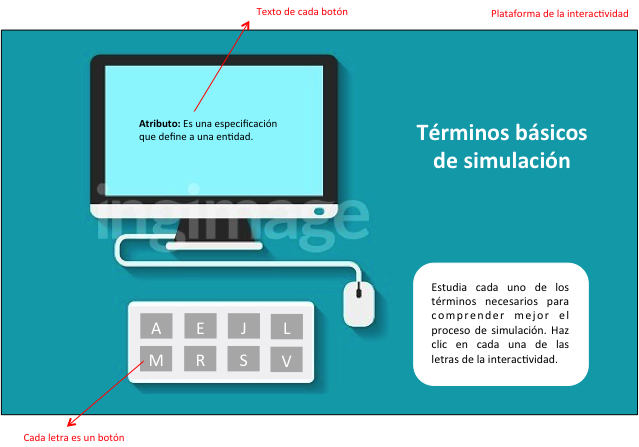 Texto de cada botón
Plataforma de la interactividad
Atributo: Es una especificación
que define a una entidad.
Términos básicos
de simulación
ingimage
Estudia cada uno de los
términos necesarios para
comprender mejor el
proceso de simulación. Haz
clic en cada una de las
letras de la interactividad.
A E J L
M R S V
Cada letra es un botón